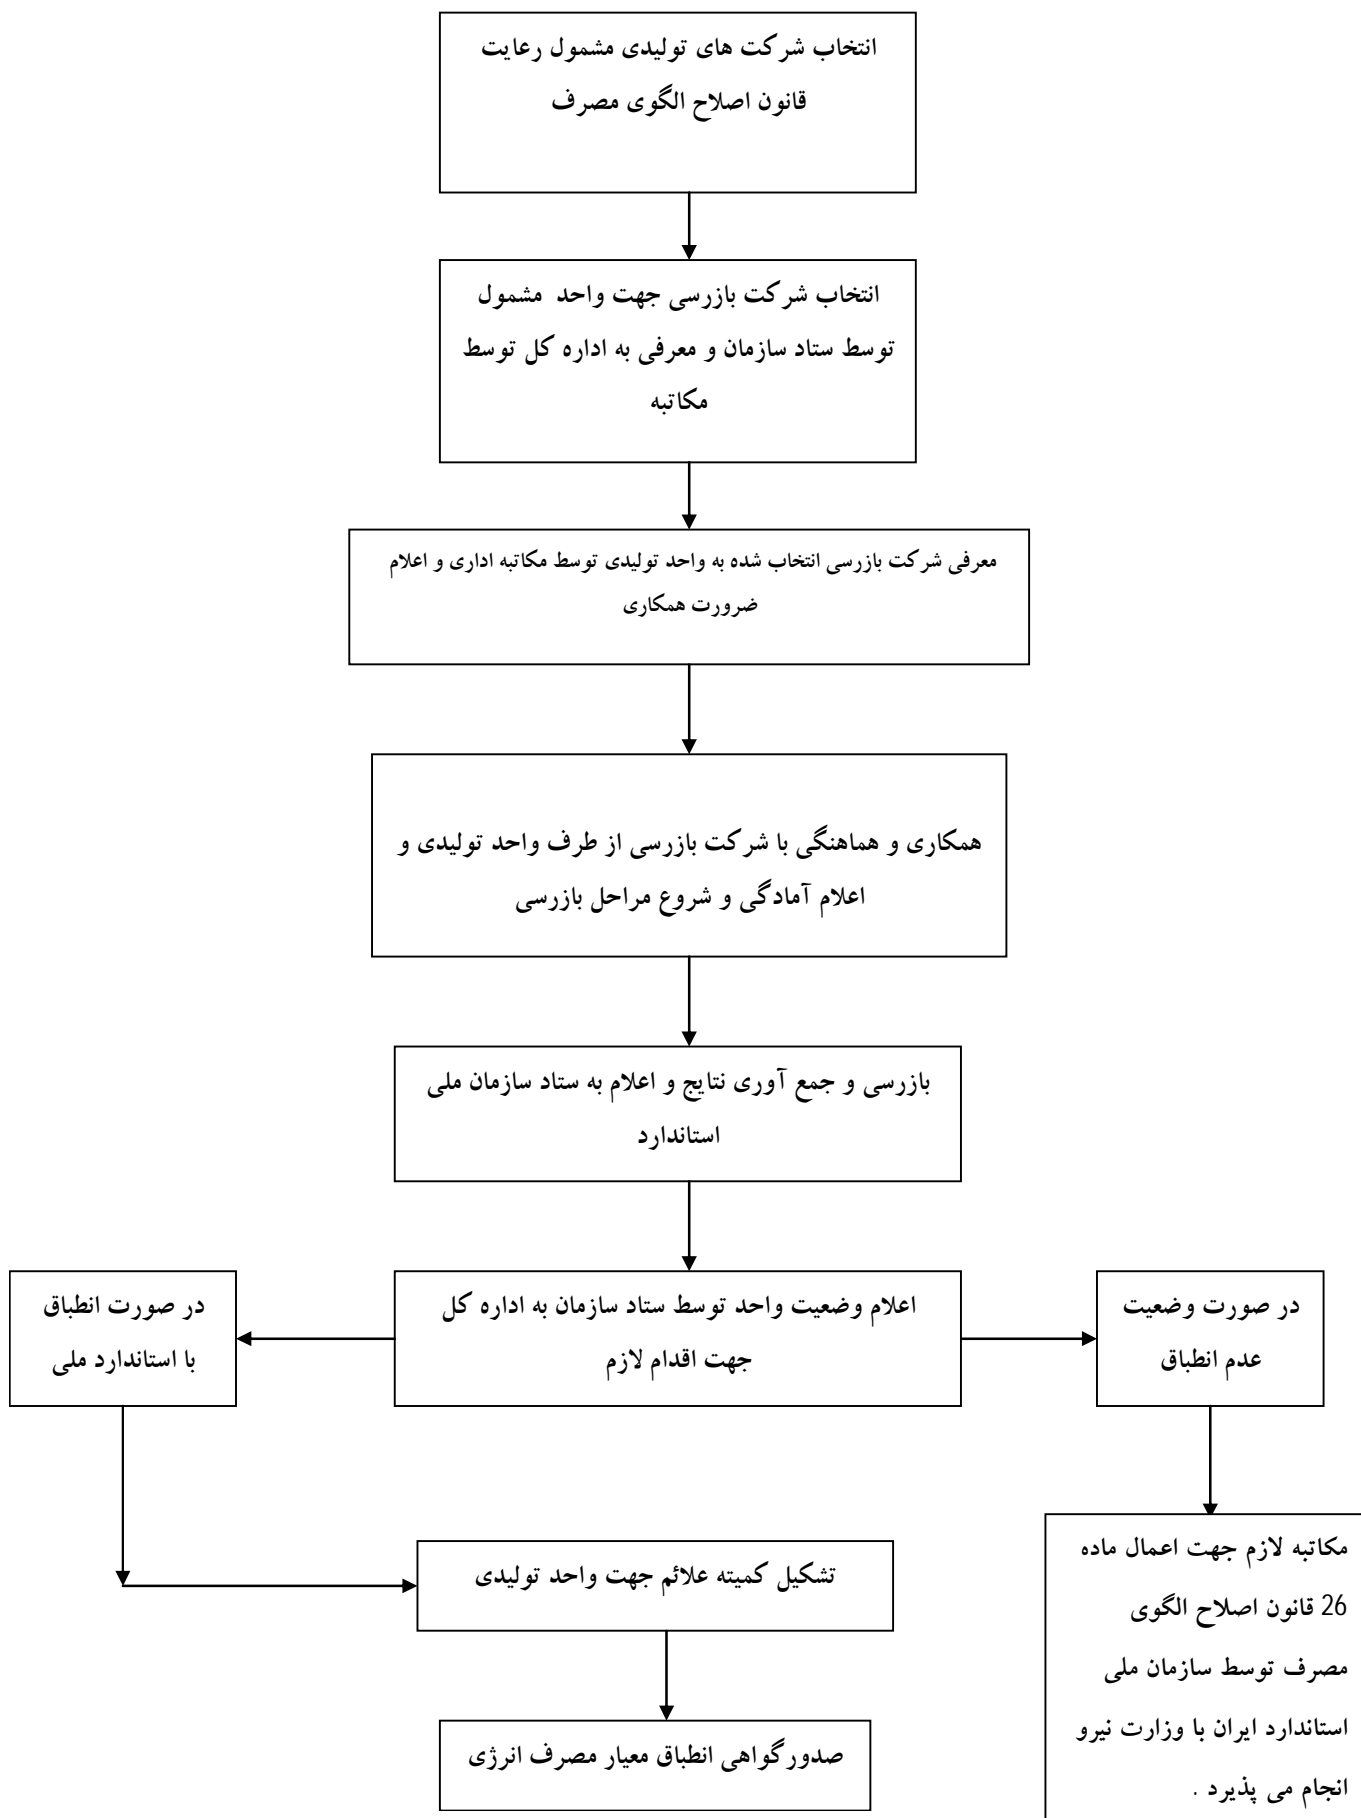 انتخاب شرکت های تولیدی مشمول رعایت
قانون اصلاح الگوی مصرف
انتخاب شرکت بازرسی جهت واحد مشمول
توسط ستاد سازمان و معرفی به اداره کل توسط
مکاتبه
معرفی شرکت بازرسی انتخاب شده به واحد تولیدی توسط مکاتبه اداری و اعلام
ضرورت همکاری
همکاری و هماهنگی با شرکت بازرسی از طرف واحد تولیدی و
اعلام آمادگی و شروع مراحل بازرسی
بازرسی و جمع آوری نتایج و اعلام به ستاد سازمان ملی
استاندارد
اعلام وضعیت واحد توسط ستاد سازمان به اداره کل
جهت اقدام لازم
در صورت وضعیت
عدم انطباق
در صورت انطباق
با استاندارد ملی
مکاتبه لازم جهت اعمال ماده
26 قانون اصلاح الگوی
مصرف توسط سازمان ملی
استاندارد ایران با وزارت نیرو
انجام می پذیرد .
تشکیل کمیته علائم جهت واحد تولیدی
صدورگواهی انطباق معیار مصرف انرژی